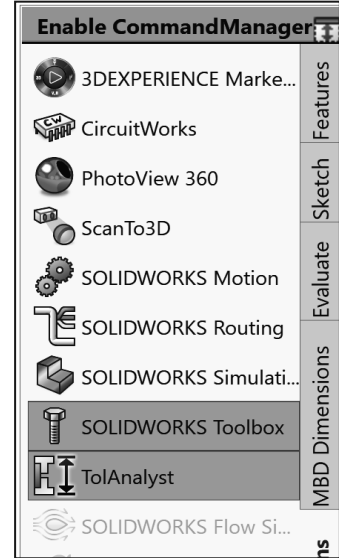 Enable CommandManager
3DEXPERIENCE Marke...
CircuitWorks
PhotoView 360
ScanTo3D
SOLIDWORKS Motion
SOLIDWORKS Routing
SOLIDWORKS Simulati...
SOLIDWORKS Toolbox
TolAnalyst
SOLIDWORKS Flow Si...
Features
Sketch
Evaluate
MBD Dimensions